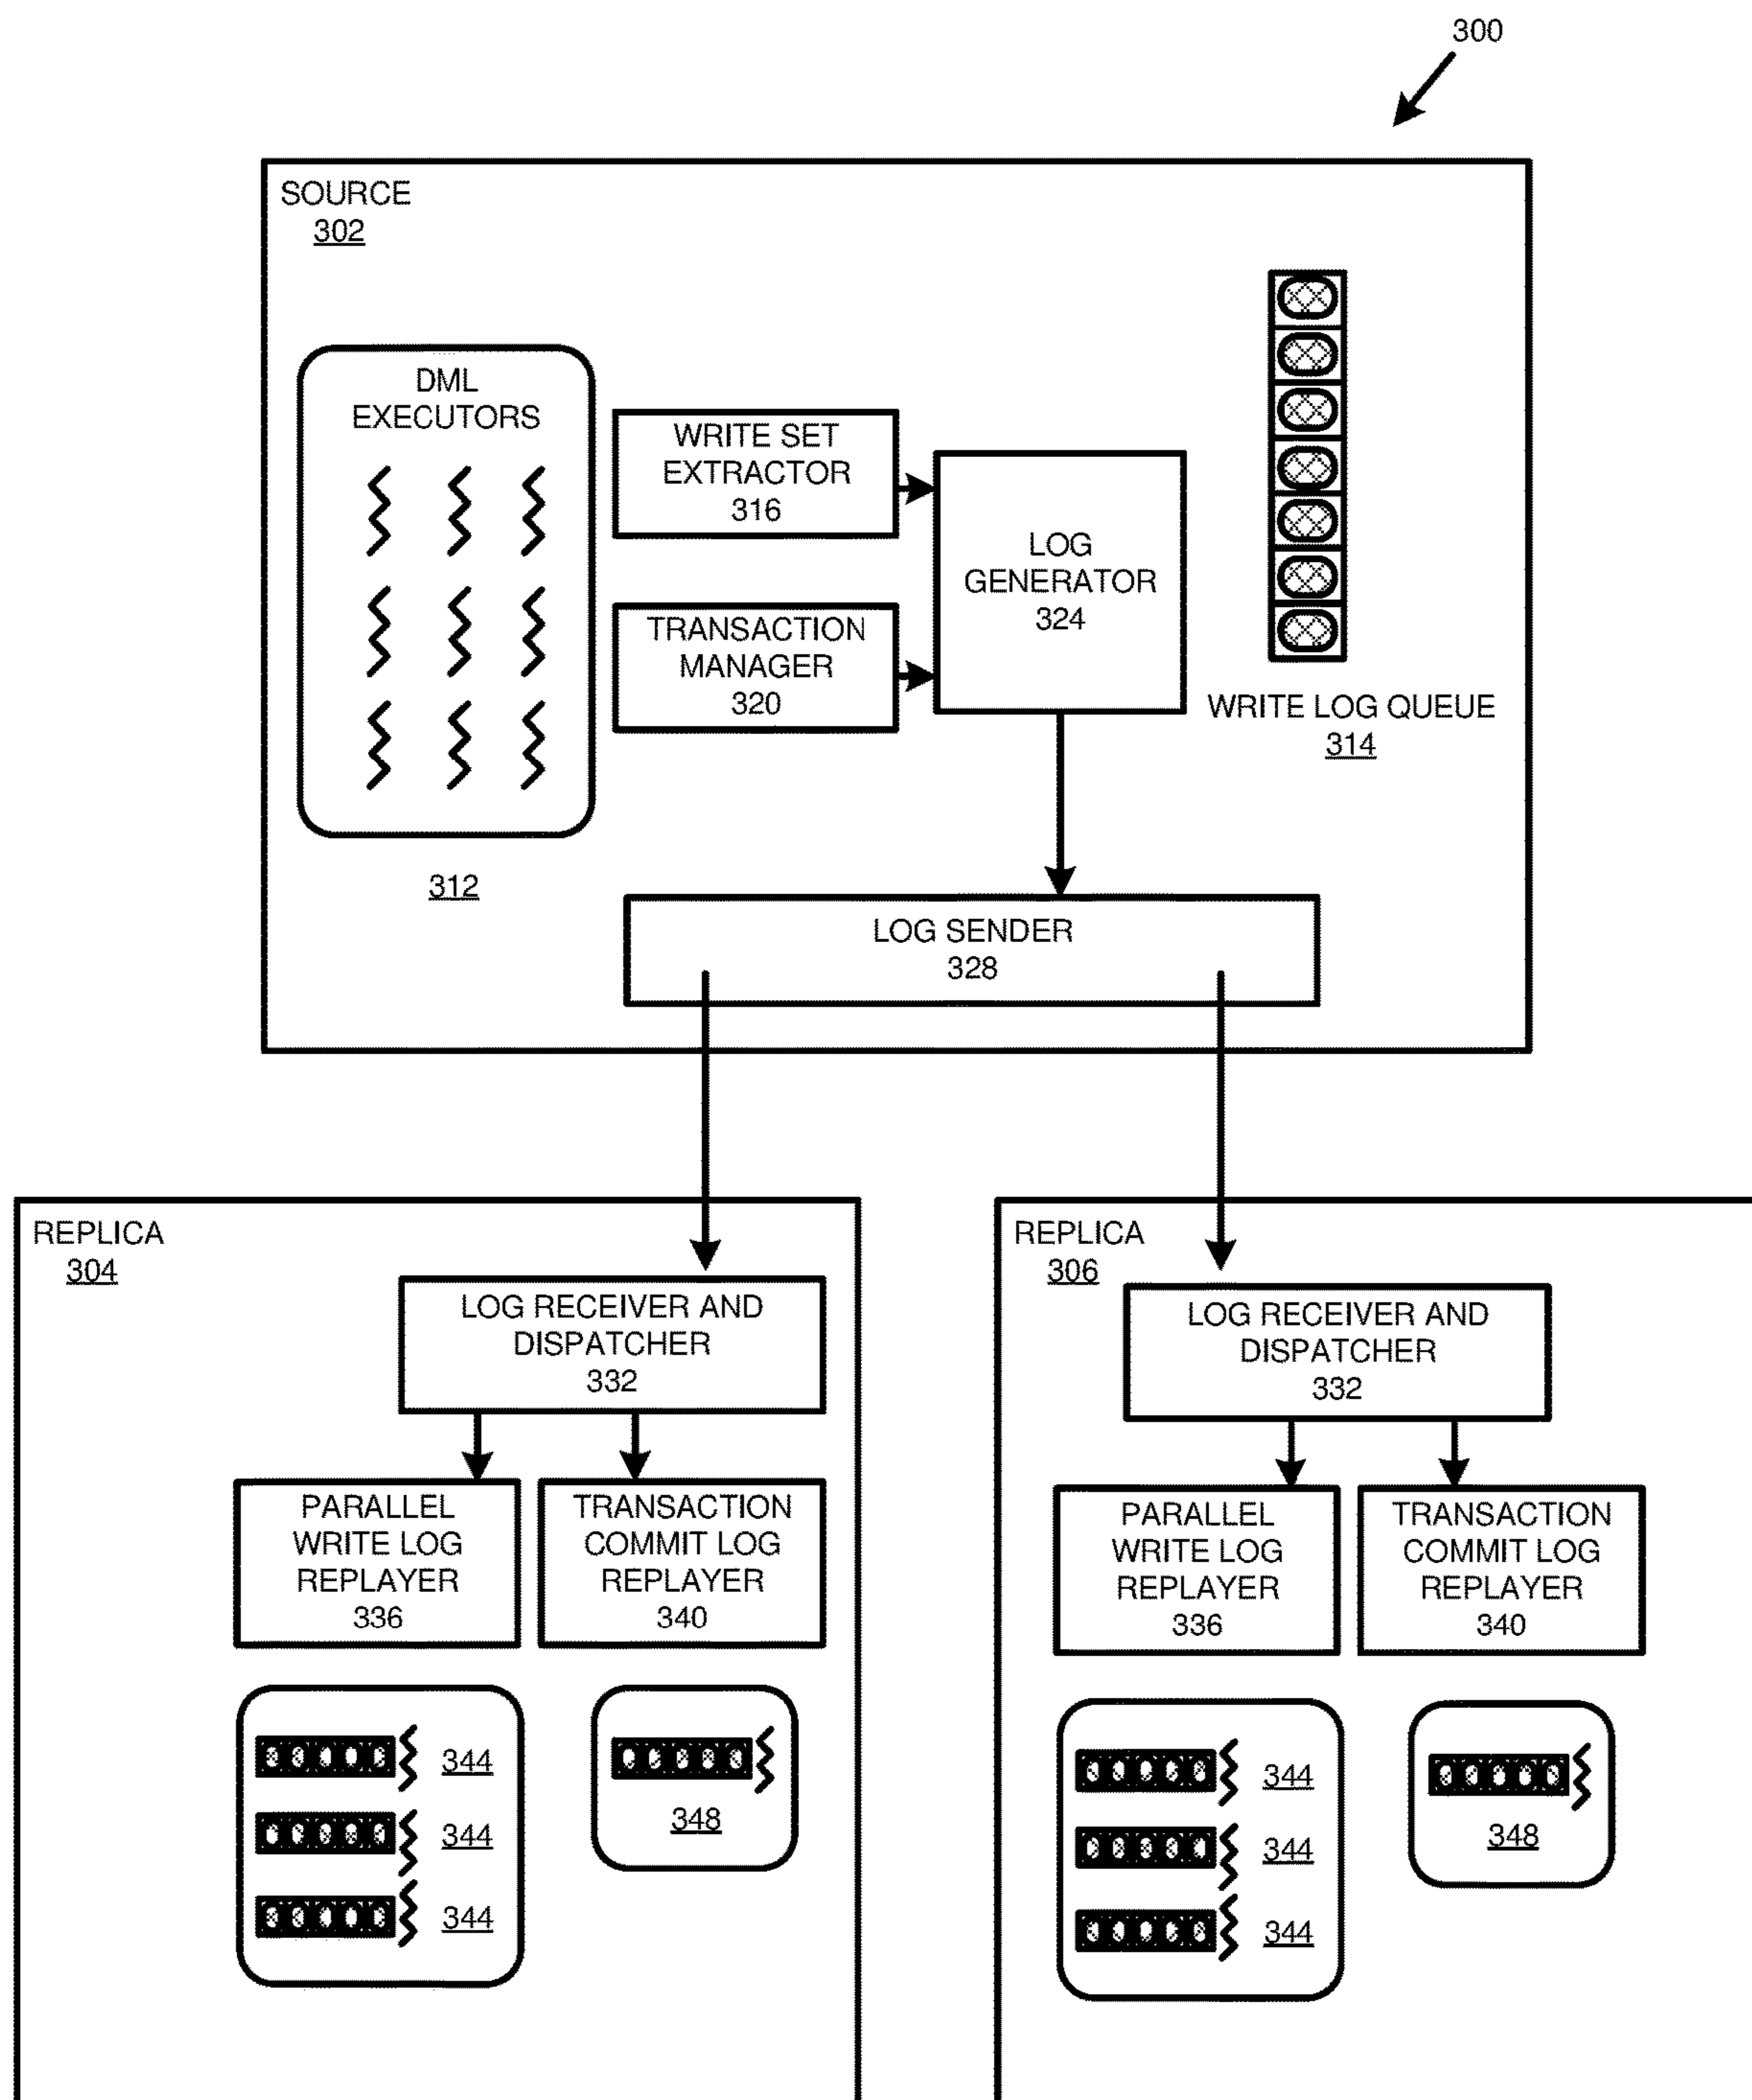 300
SOURCE
302
DML
EXECUTORS
312
WRITE SET
EXTRACTOR
316
TRANSACTION
MANAGER
320
LOG
GENERATOR
324
WRITE LOG QUEUE
314
LOG SENDER
328
REPLICA
304
LOG RECEIVER AND
DISPATCHER
332
PARALLEL
WRITE LOG
REPLAYER
336
TRANSACTION
COMMIT LOG
REPLAYER
340
344
344
344
348
REPLICA
306
LOG RECEIVER AND
DISPATCHER
332
PARALLEL
WRITE LOG
REPLAYER
336
TRANSACTION
COMMIT LOG
REPLAYER
340
344
344
344
348